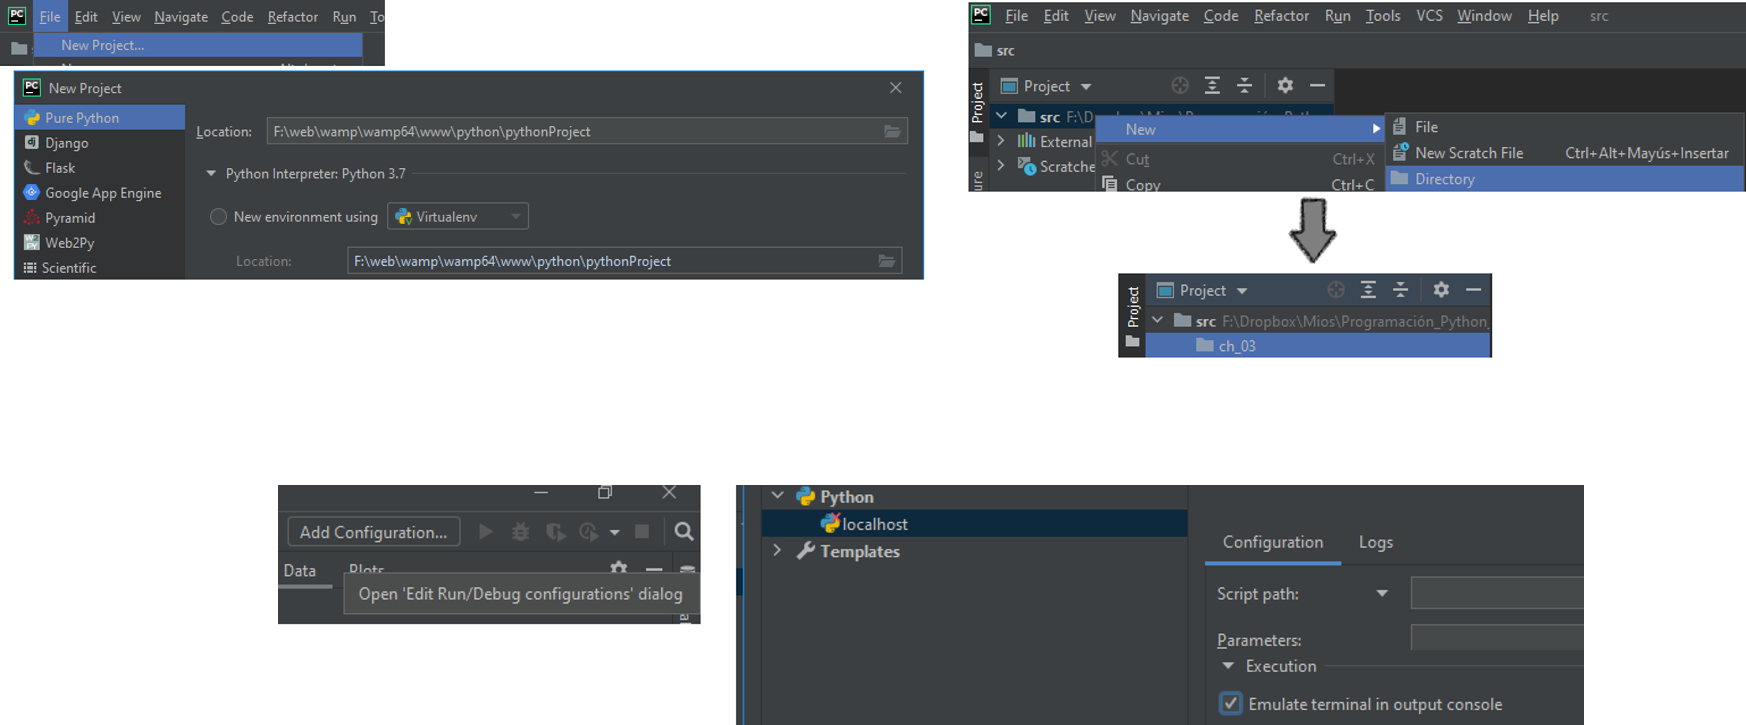 PC File Edit View Navigate Code Refactor Run To
New Project...
PC New Project
Pure Python
Django
Flask
Google App Engine
Pyramid
Web2Py
Scientific
Location: F:\web\wamp\wamp64\www\python\pythonProject
Python Interpreter: Python 3.7
New environment using Virtualenv
Location: F:\web\wamp\wamp64\www\python\pythonProject
PC File Edit View Navigate Code Refactor Run Tools VCS Window Help src
src
Project
Project
src F:\D
External
Scratche
New
Cut Ctrl+X
Copy Ctrl+C
File
New Scratch File Ctrl+Alt+Mayús+Insertar
Directory
Project
Project
src F:\Dropbox\Mios\Programación_Python_
ch_03
Add Configuration...
Data Plots
Open 'Edit Run/Debug configurations' dialog
Python
localhost
Templates
Configuration Logs
Script path:
Parameters:
Execution
Emulate terminal in output console